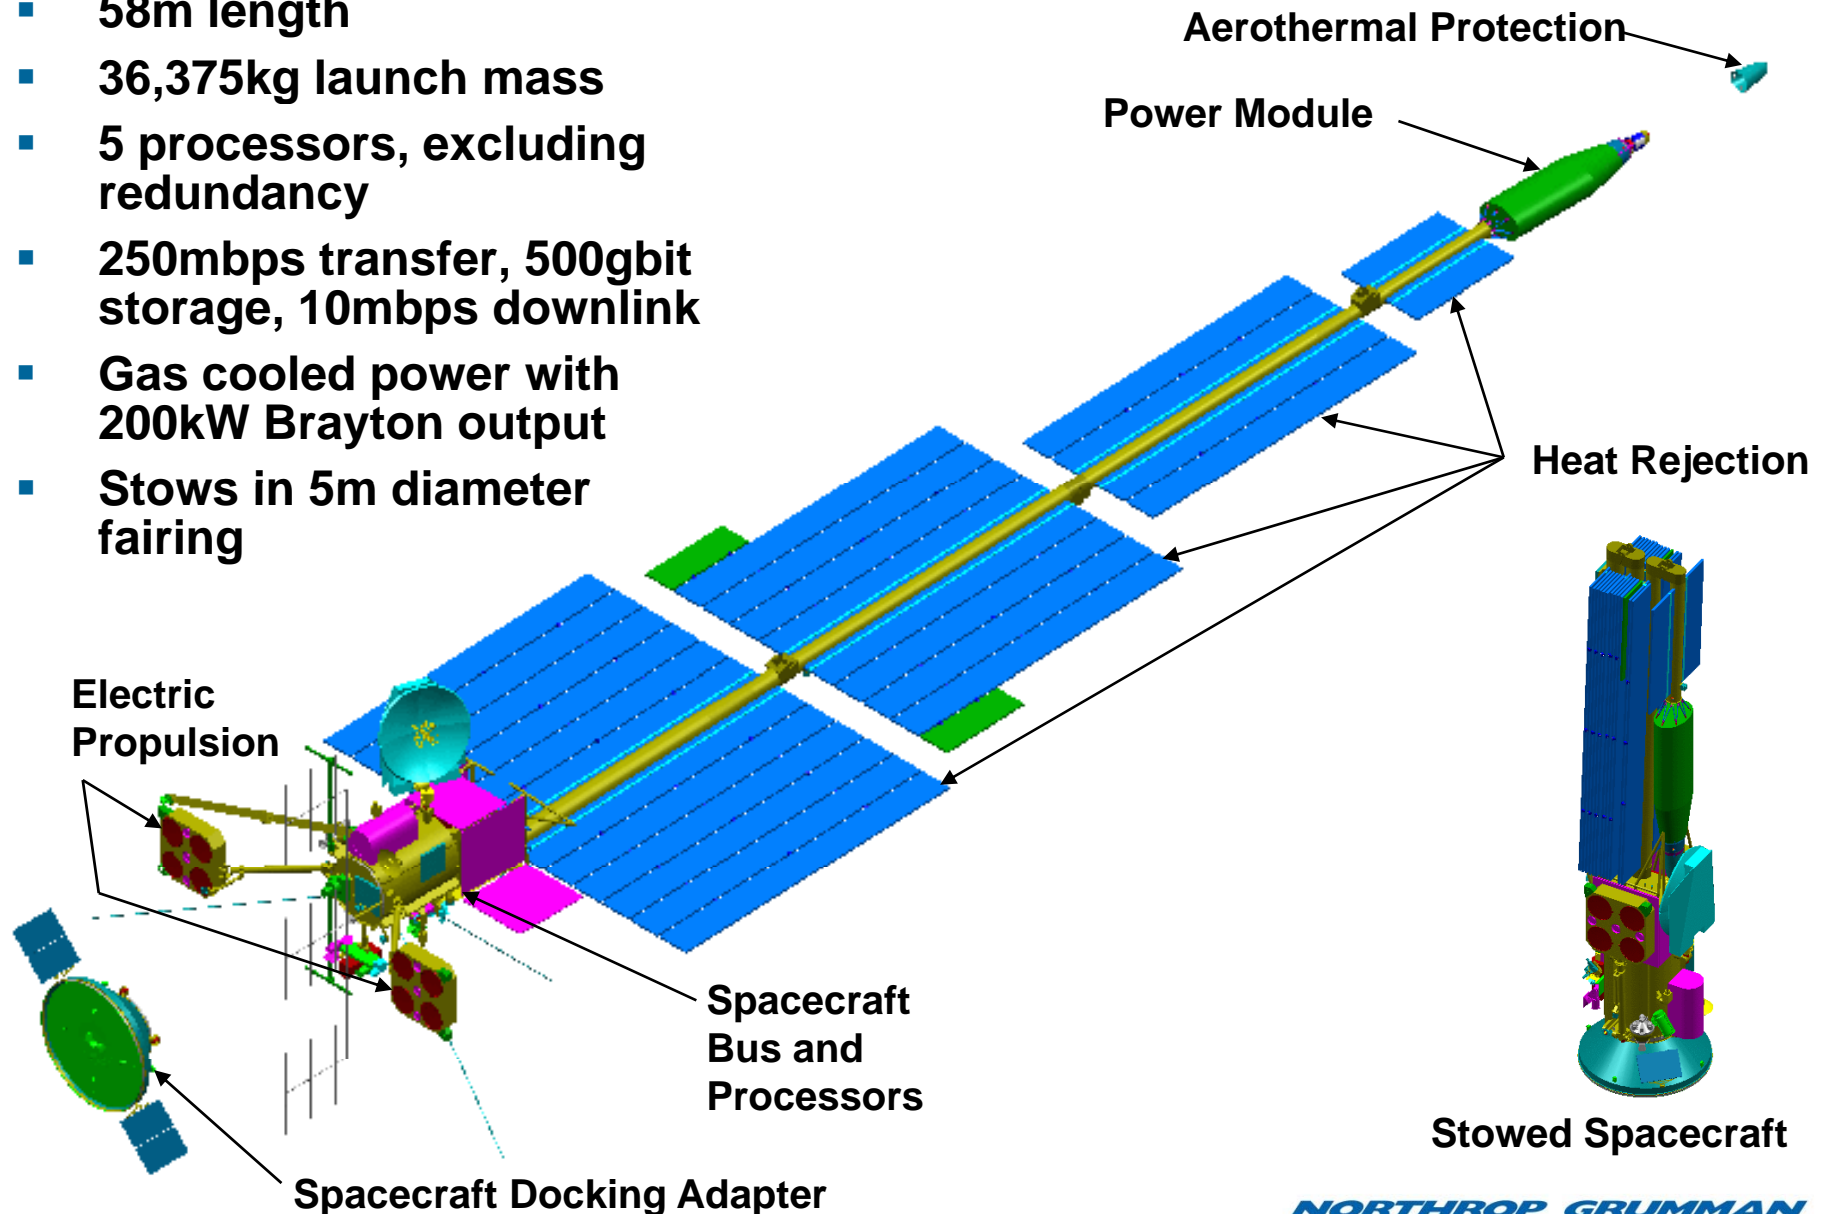 58m length
36,375kg launch mass
5 processors, excluding
redundancy
250mbps transfer, 500gbit
storage, 10mbps downlink
Gas cooled power with
200kW Brayton output
Stows in 5m diameter
fairing
Aerothermal Protection
Power Module
Heat Rejection
Electric
Propulsion
Spacecraft
Bus and
Processors
Stowed Spacecraft
Spacecraft Docking Adapter
NORTHROP GRUMMAN